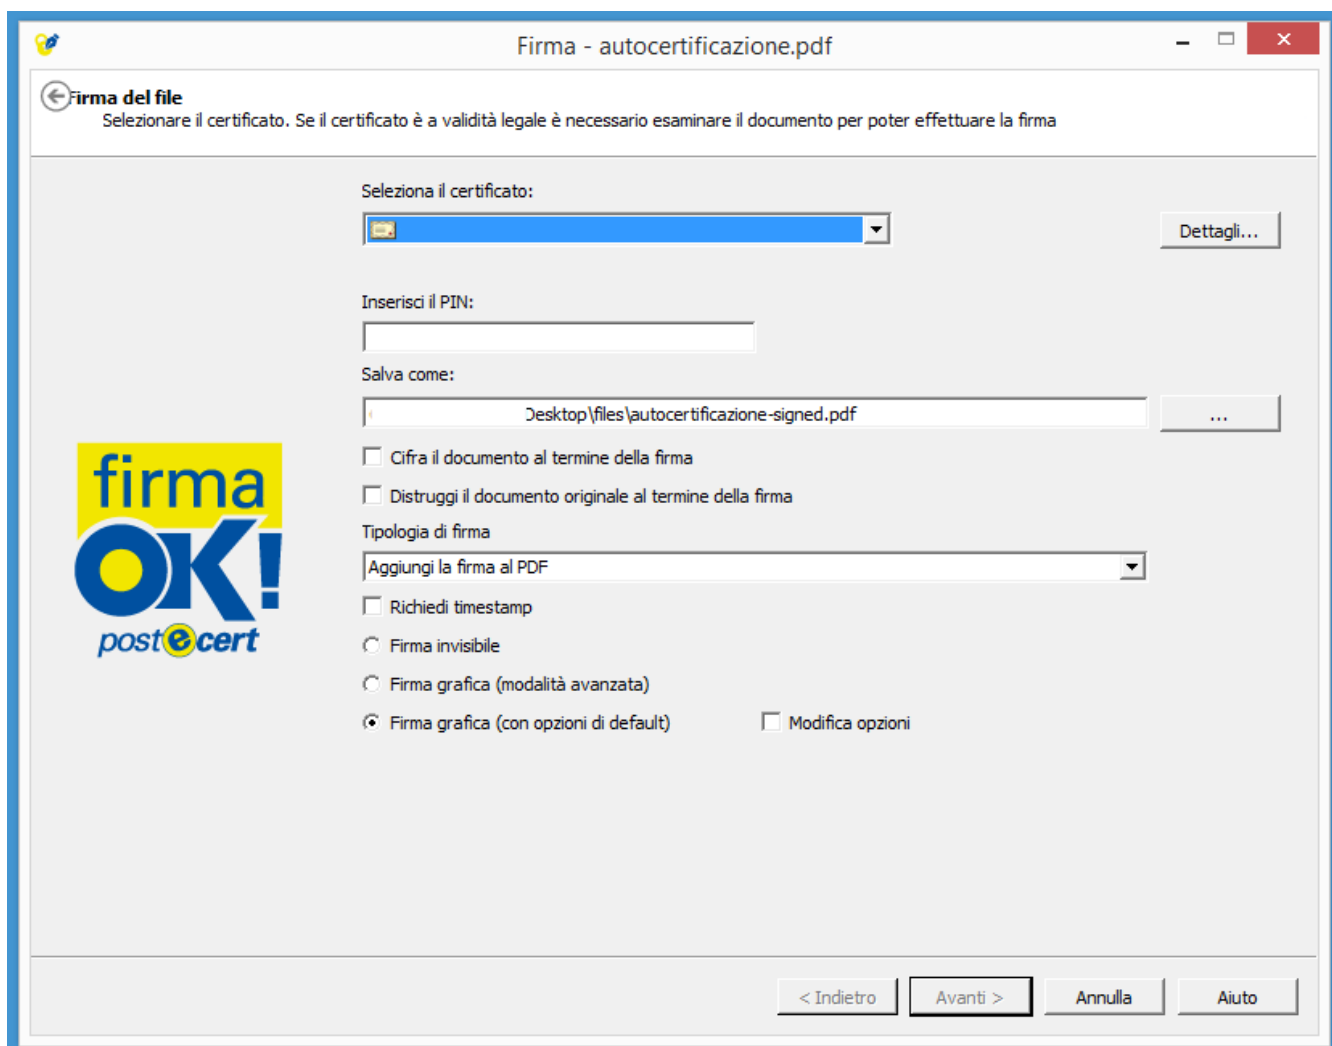 Firma - autocertificazione.pdf
Firma del file
Selezionare il certificato. Se il certificato è a validità legale è necessario esaminare il documento per poter effettuare la firma
Seleziona il certificato:
Dettagli...
Inserisci il PIN:
Salva come:
Desktop\files\autocertificazione-signed.pdf
...
Cifra il documento al termine della firma
Distruggi il documento originale al termine della firma
Tipologia di firma
Aggiungi la firma al PDF
Richiedi timestamp
Firma invisibile
Firma grafica (modalità avanzata)
Firma grafica (con opzioni di default) Modifica opzioni
firma
OK!
postecert
< Indietro Avanti > Annulla Aiuto